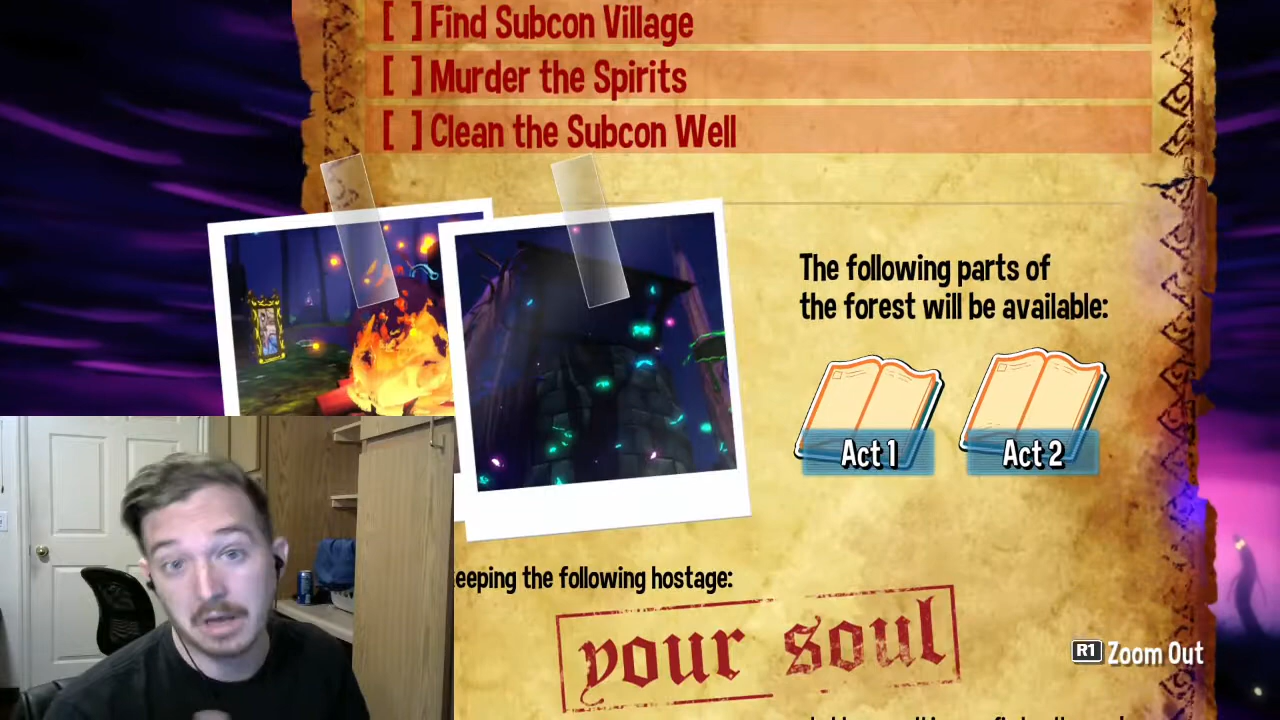 [ ] Find Subcon Village
[ ] Murder the Spirits
[ ] Clean the Subcon Well
The following parts of
the forest will be available:
Act 1
Act 2
eeping the following hostage:
your soul
R1 Zoom Out